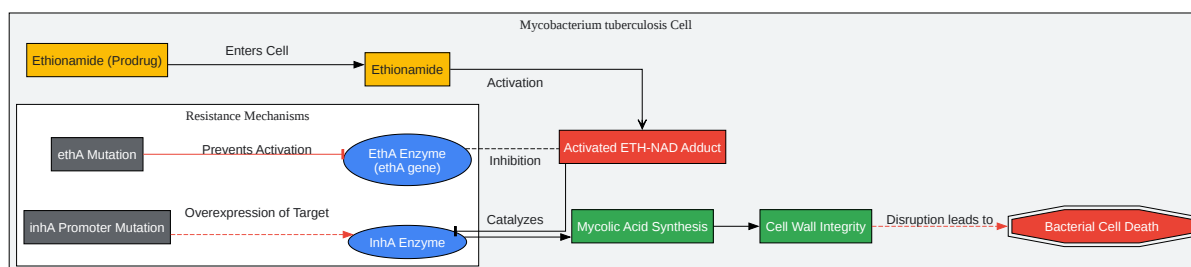 Mycobacterium tuberculosis Cell
Ethionamide (Prodrug)
Enters Cell
Ethionamide
Activation
Resistance Mechanisms
ethA Mutation
Prevents Activation
EthA Enzyme
(ethA gene)
Inhibition
Activated ETH-NAD Adduct
inhA Promoter Mutation
Overexpression of Target
InhA Enzyme
Catalyzes
Mycolic Acid Synthesis
Cell Wall Integrity
Disruption leads to
Bacterial Cell Death